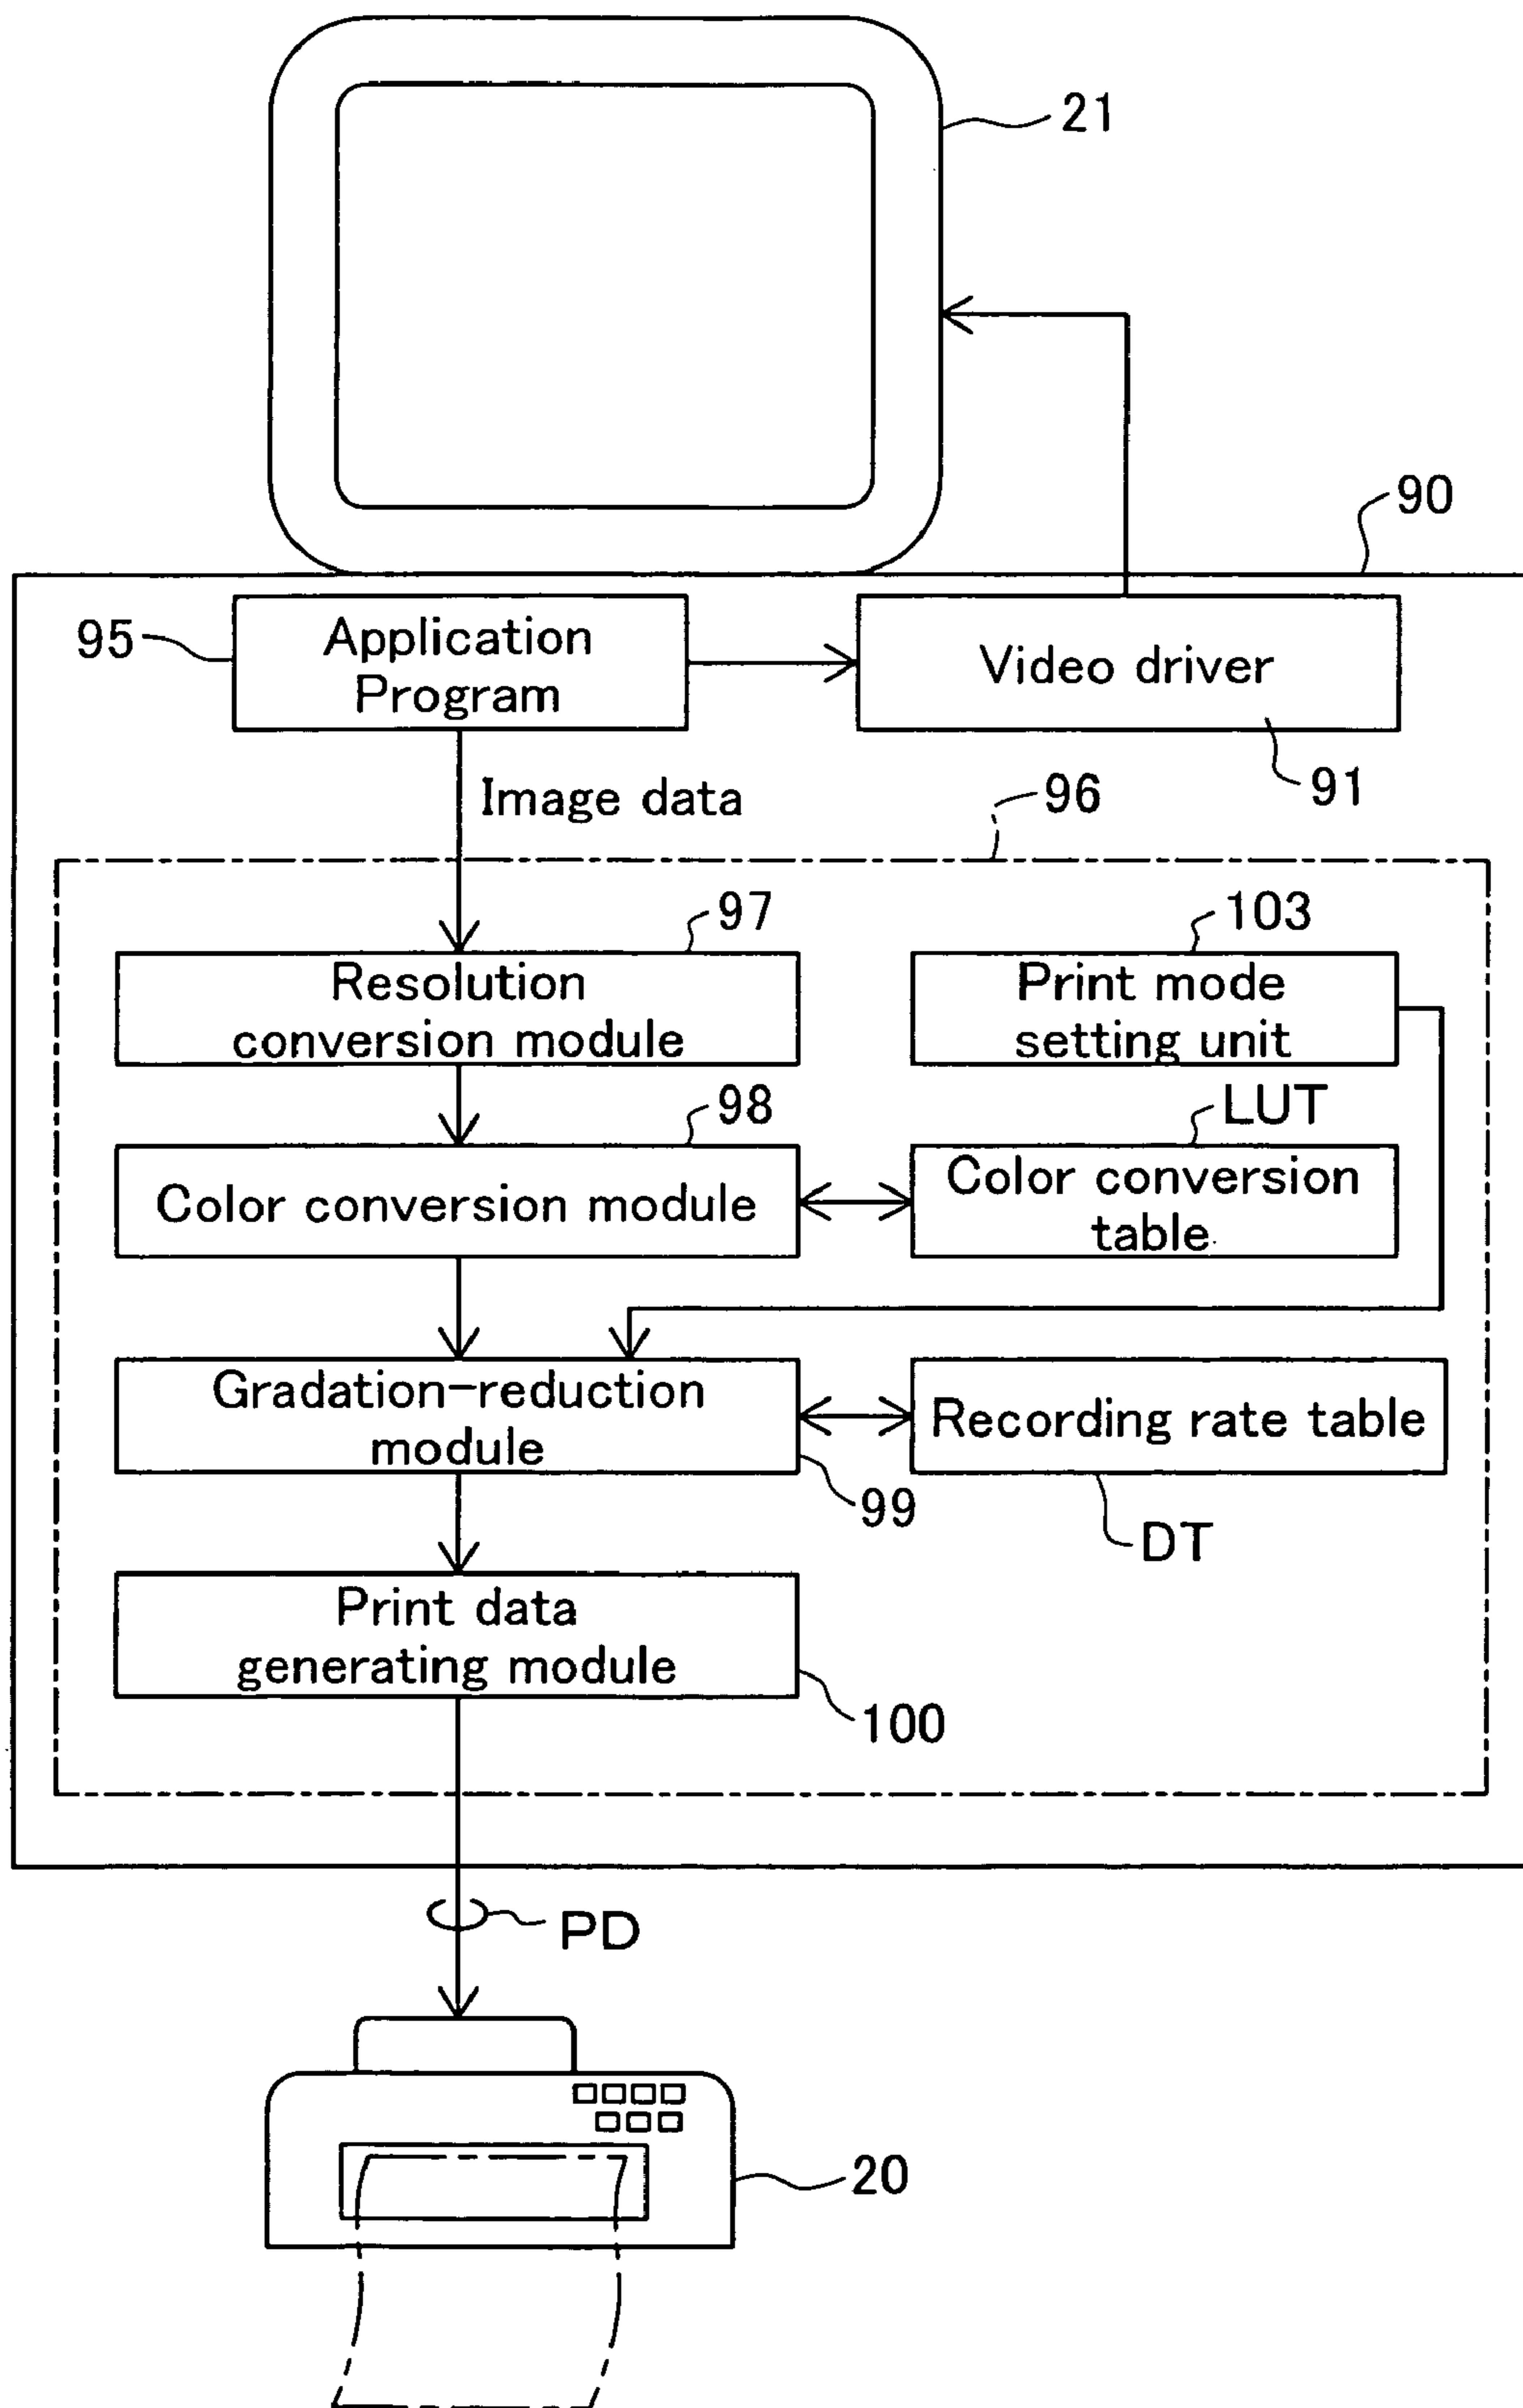 21
90
95
Application
Program
Video driver
91
Image data
96
97
103
Resolution
conversion module
Print mode
setting unit
98
LUT
Color conversion module
Color conversion
table
Gradation-reduction
module
Recording rate table
99
DT
Print data
generating module
100
PD
20